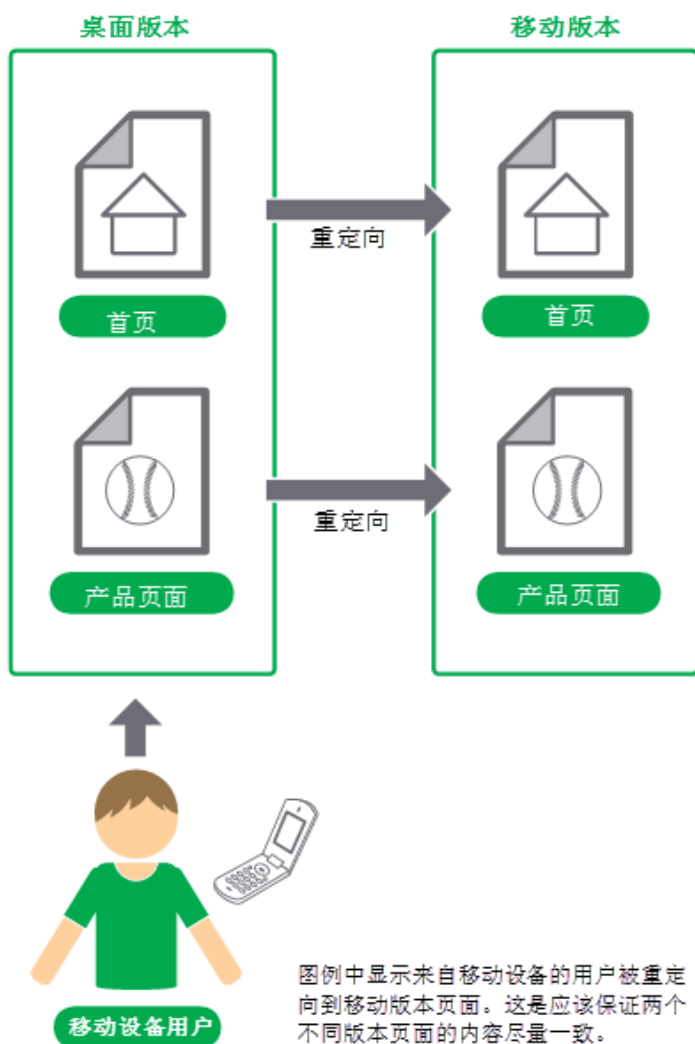 桌面版本
移动版本
重定向
首页
首页
重定向
产品页面
产品页面
移动设备用户
图例中显示来自移动设备的用户被重定
向到移动版本页面。这是应该保证两个
不同版本页面的内容尽量一致。